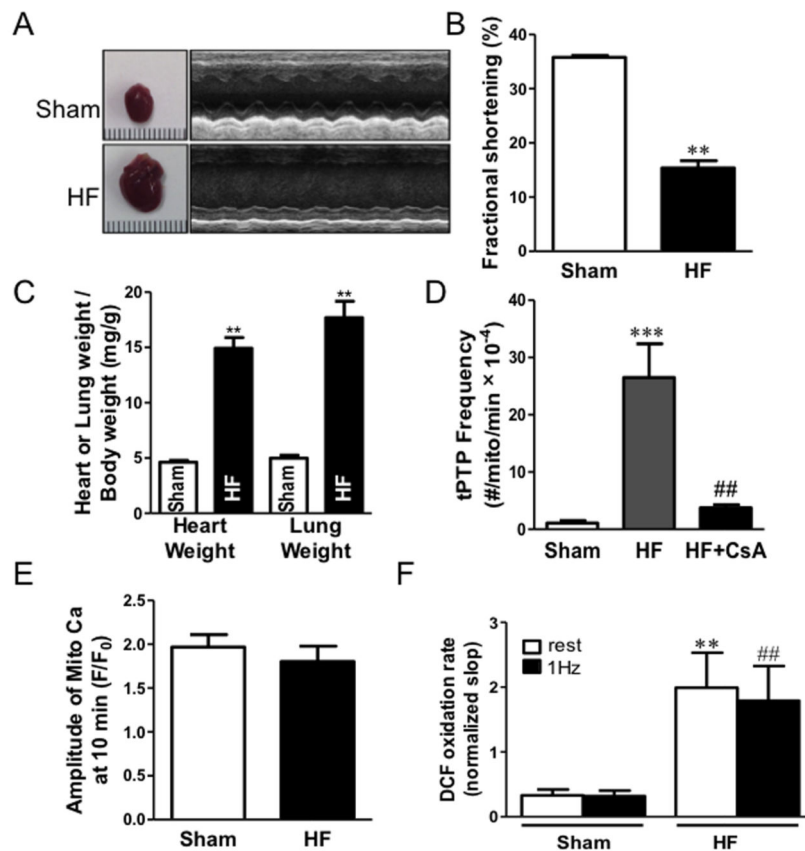 A
Sham
HF
B
Fractional shortening (%)
40
30
20
10
0
**
Sham
HF
C
Heart or Lung weight /
Body weight (mg/g)
20
15
10
5
0
**
**
Sham
HF
Sham
HF
Heart
Weight
Lung
Weight
D
tPTP Frequency
(#/mito/min × 10⁻⁴)
40
30
20
10
0
***
##
Sham
HF
HF+CsA
E
Amplitude of Mito Ca
at 10 min (F/F₀)
2.5
2.0
1.5
1.0
0.5
0.0
Sham
HF
F
DCF oxidation rate
(normalized slop)
3
2
1
0
rest
1Hz
**
##
Sham
HF